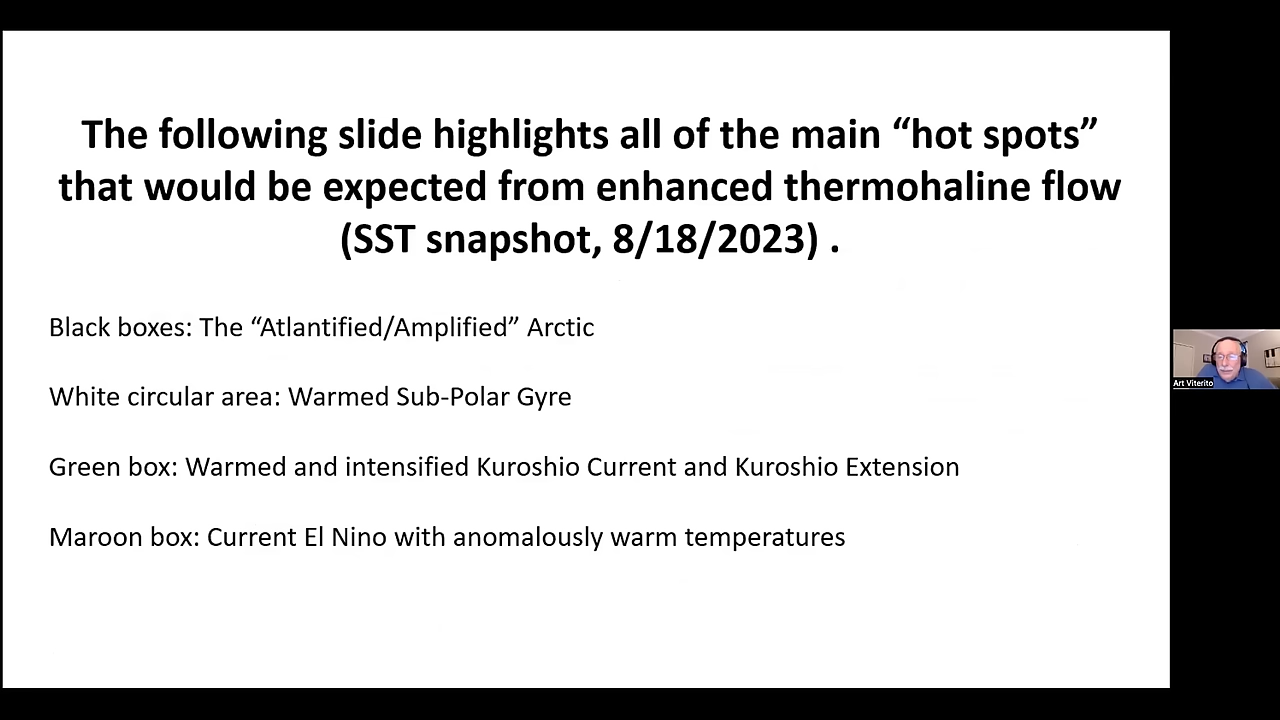 The following slide highlights all of the main “hot spots”
that would be expected from enhanced thermohaline flow
(SST snapshot, 8/18/2023) .
Black boxes: The “Atlantified/Amplified” Arctic
White circular area: Warmed Sub-Polar Gyre
Green box: Warmed and intensified Kuroshio Current and Kuroshio Extension
Maroon box: Current El Nino with anomalously warm temperatures
Art Viterito